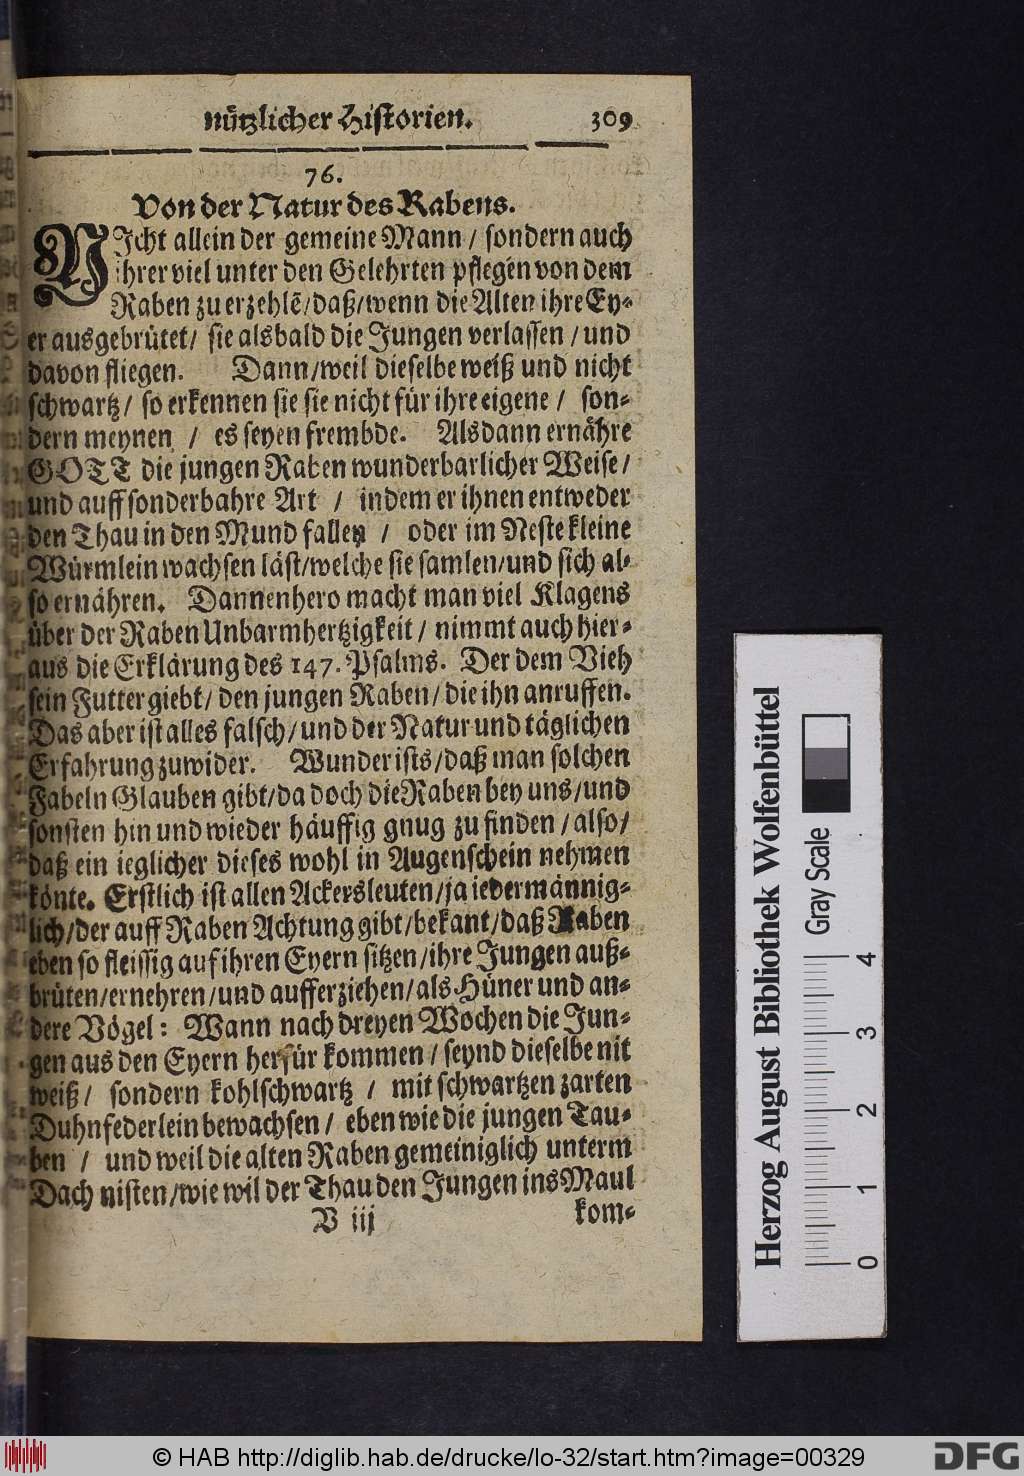 nützlicher Historien. 309
76.
Von der Natur des Rabens.
NIcht allein der gemeine Mann / sondern auch
ihrer viel unter den Gelehrten pflegen von dem
Raben zu erzehlē/daß/wenn die Alten ihre Ey-
er ausgebrütet/ sie alsbald die Jungen verlassen / und
davon fliegen. Dann/weil dieselbe weiß und nicht
schwartz/ so erkennen sie sie nicht für ihre eigene / son-
dern meynen / es seyen frembde. Alsdann ernähre
GOTT die jungen Raben wunderbarlicher Weise /
und auff sonderbahre Art / indem er ihnen entweder
den Thau in den Mund fallen / oder im Neste kleine
Würmlein wachsen läst/welche sie samlen/und sich al-
so ernähren. Dannenhero macht man viel Klagens
über der Raben Unbarmhertzigkeit / nimmt auch hier-
aus die Erklärung des 147. Psalms. Der dem Vieh
sein Futter giebt/ den jungen Raben/ die ihn anruffen.
Das aber ist alles falsch/und der Natur und täglichen
Erfahrung zuwider. Wunder ists/daß man solchen
Fabeln Glauben gibt/da doch die Raben bey uns/und
sonsten hin und wieder häuffig gnug zu finden / also/
daß ein ieglicher dieses wohl in Augenschein nehmen
könte. Erstlich ist allen Ackersleuten/ja iedermännig-
lich/der auff Raben Achtung gibt/bekant/daß Raben
eben so fleissig auf ihren Eyern sitzen/ihre Jungen auß-
brüten/ernehren/und aufferziehen/als Hüner und an-
dere Vögel: Wann nach dreyen Wochen die Jun-
gen aus den Eyern herfür kommen / seynd dieselbe nit
weiß / sondern kohlschwartz / mit schwartzen zarten
Duhnfederlein bewachsen / eben wie die jungen Tau-
ben / und weil die alten Raben gemeiniglich unterm
Dach nisten/wie wil der Thau den Jungen ins Maul
V iij kom-
Herzog August Bibliothek Wolfenbüttel
Gray Scale
0 1 2 3 4
© HAB http://diglib.hab.de/drucke/lo-32/start.htm?image=00329
DFG